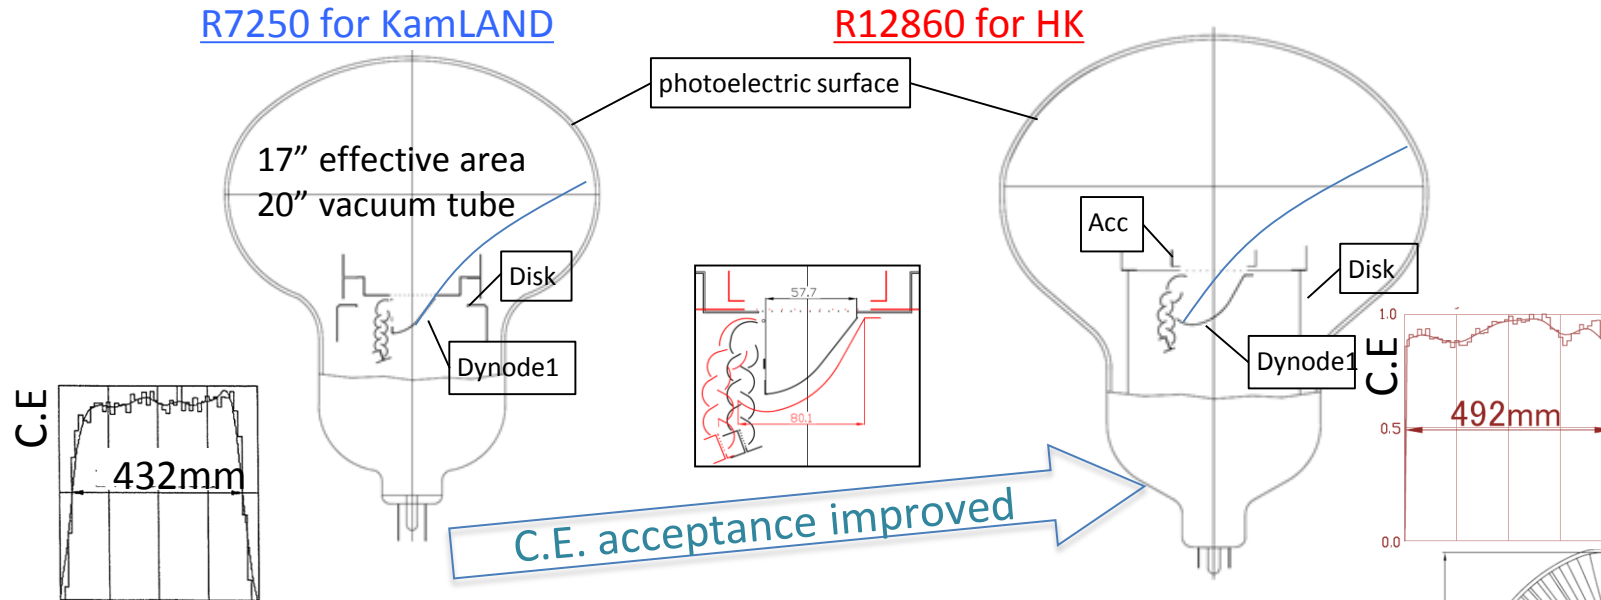 R7250 for KamLAND
R12860 for HK
photoelectric surface
17” effective area
20” vacuum tube
Acc
Disk
Disk
57.7
Dynode1
Dynode1
80.1
C.E
432mm
C.E
1.0
492mm
0.5
0.0
C.E. acceptance improved